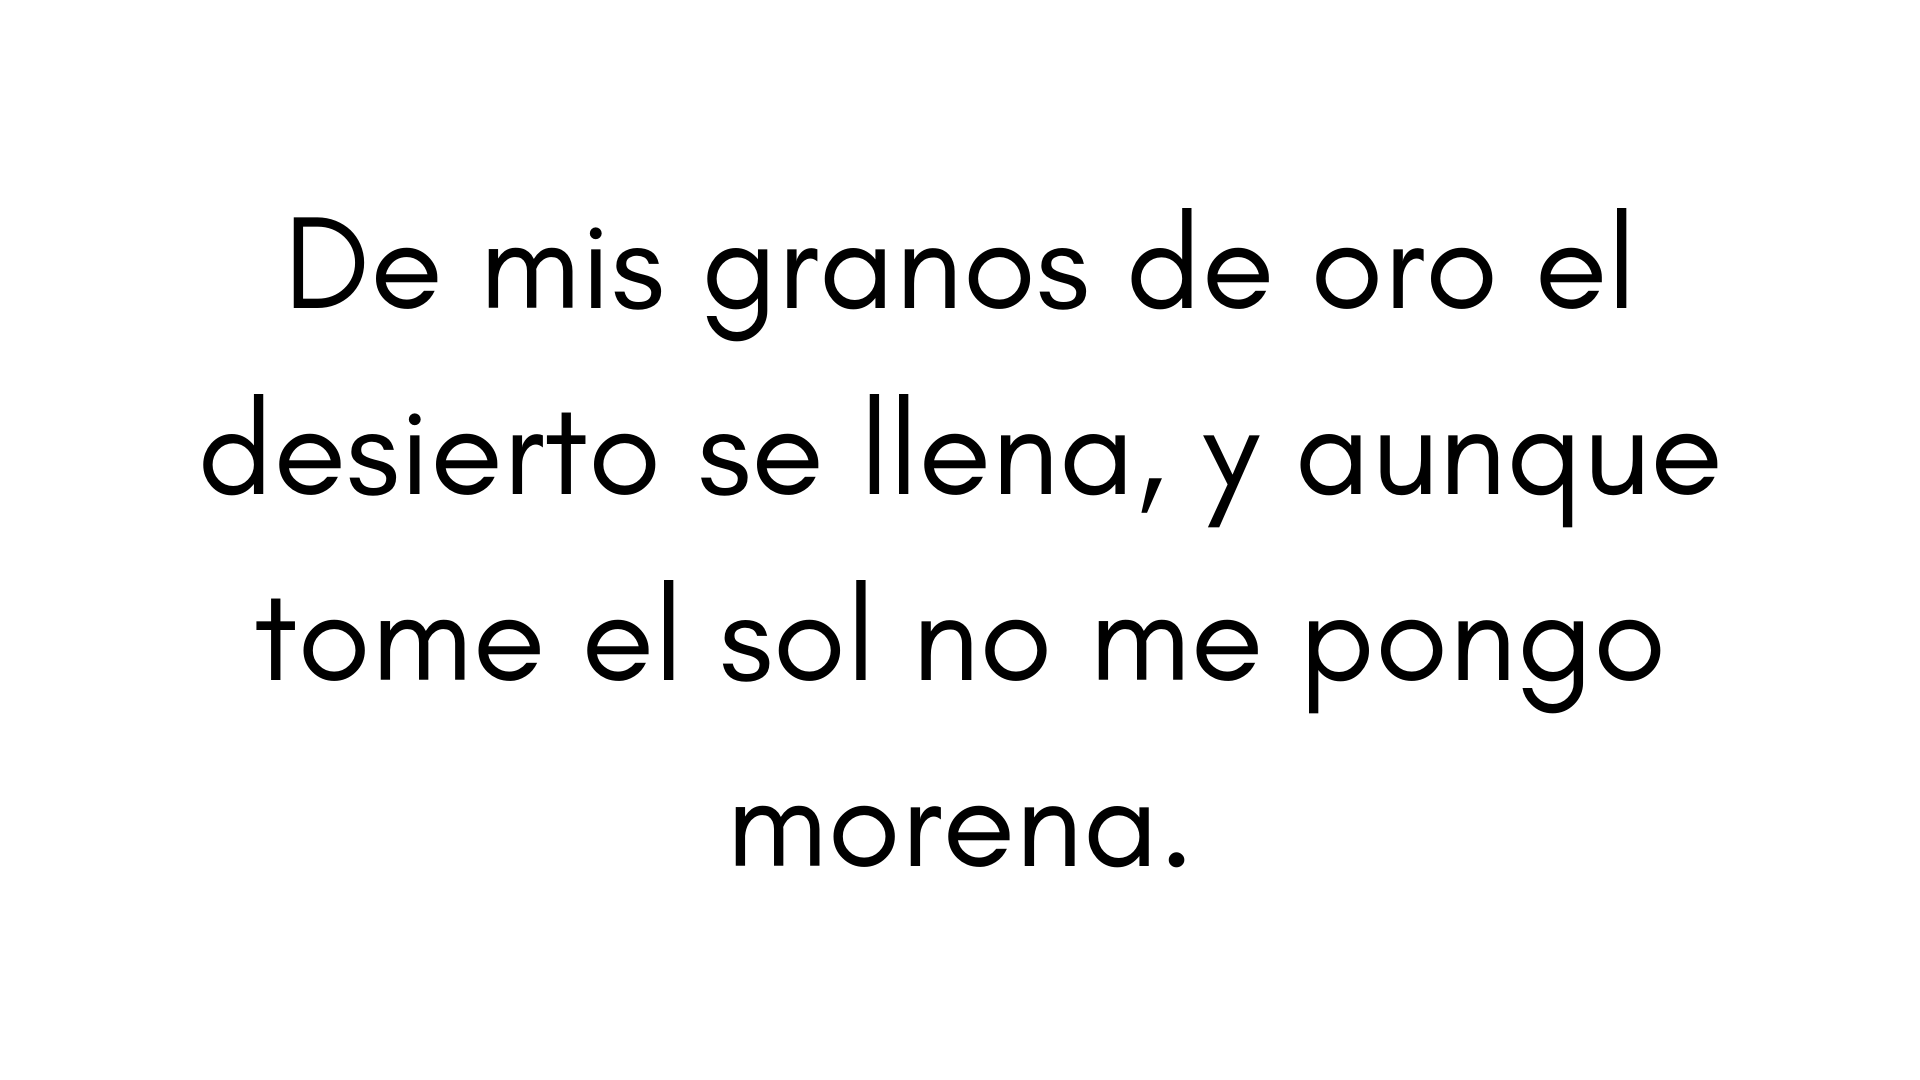 De mis granos de oro el
desierto se llena, y aunque
tome el sol no me pongo
morena.